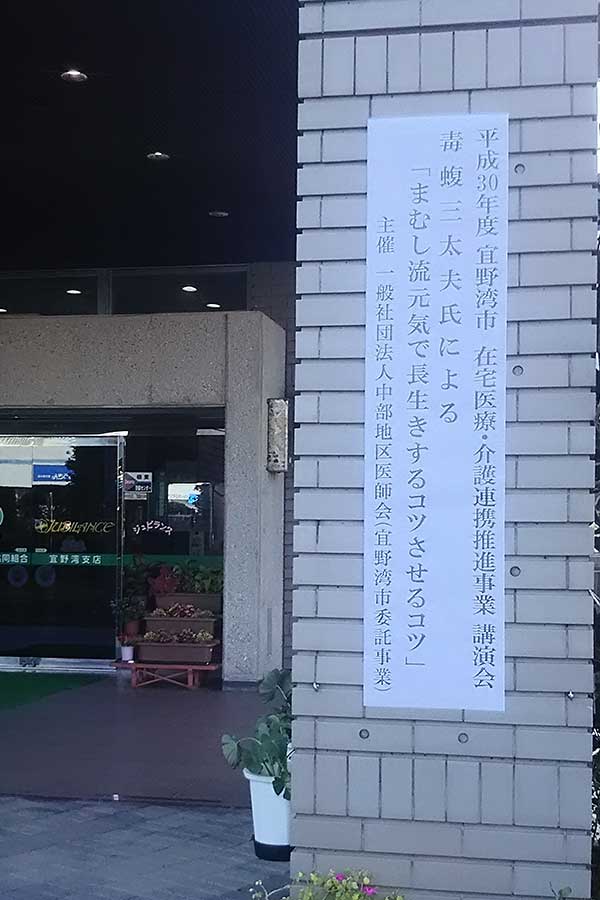 平成30年度 宜野湾市 在宅医療・介護連携推進事業 講演会
毒蝮三太夫氏による
「まむし流元気で長生きするコツさせるコツ」
主催 一般社団法人中部地区医師会(宜野湾市委託事業)
JUBILANCE
ジュビランス
同組合 宜野湾支店